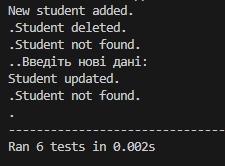 New student added.
.Student deleted.
.Student not found.
..Введіть нові дані:
Student updated.
.Student not found.
.
-------------------------------
Ran 6 tests in 0.002s